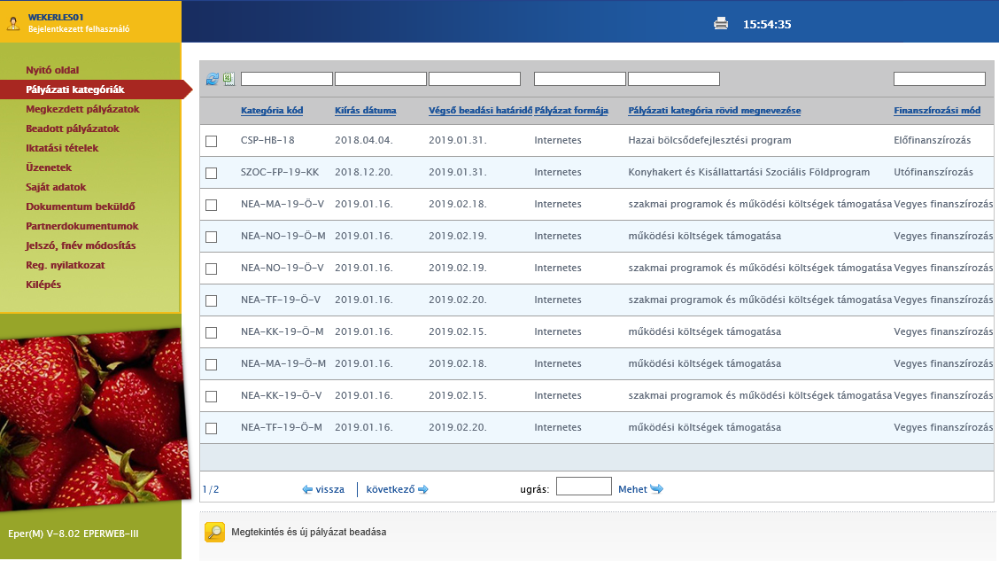 WEKERLES01
Bejelentkezett felhasználó
15:54:35
Nyitó oldal
Pályázati kategóriák
Megkezdett pályázatok
Beadott pályázatok
Iktatási tételek
Üzenetek
Saját adatok
Dokumentum beküldő
Partnerdokumentumok
Jelszó, fnév módosítás
Reg. nyilatkozat
Kilépés
Eper(M) V-8.02 EPERWEB-III
Kategória kód Kiírás dátuma Végső beadási határidő Pályázat formája Pályázati kategória rövid megnevezése Finanszírozási mód
CSP-HB-18 2018.04.04. 2019.01.31. Internetes Hazai bölcsődefejlesztési program Előfinanszírozás
SZOC-FP-19-KK 2018.12.20. 2019.01.31. Internetes Konyhakert és Kisállattartási Szociális Földprogram Utófinanszírozás
NEA-MA-19-Ö-V 2019.01.16. 2019.02.18. Internetes szakmai programok és működési költségek támogatása Vegyes finanszírozás
NEA-NO-19-Ö-M 2019.01.16. 2019.02.19. Internetes működési költségek támogatása Vegyes finanszírozás
NEA-NO-19-Ö-V 2019.01.16. 2019.02.19. Internetes szakmai programok és működési költségek támogatása Vegyes finanszírozás
NEA-TF-19-Ö-V 2019.01.16. 2019.02.20. Internetes szakmai programok és működési költségek támogatása Vegyes finanszírozás
NEA-KK-19-Ö-M 2019.01.16. 2019.02.15. Internetes működési költségek támogatása Vegyes finanszírozás
NEA-MA-19-Ö-M 2019.01.16. 2019.02.18. Internetes működési költségek támogatása Vegyes finanszírozás
NEA-KK-19-Ö-V 2019.01.16. 2019.02.15. Internetes szakmai programok és működési költségek támogatása Vegyes finanszírozás
NEA-TF-19-Ö-M 2019.01.16. 2019.02.20. Internetes működési költségek támogatása Vegyes finanszírozás
1/2 vissza következő ugrás: Mehet
Megtekintés és új pályázat beadása